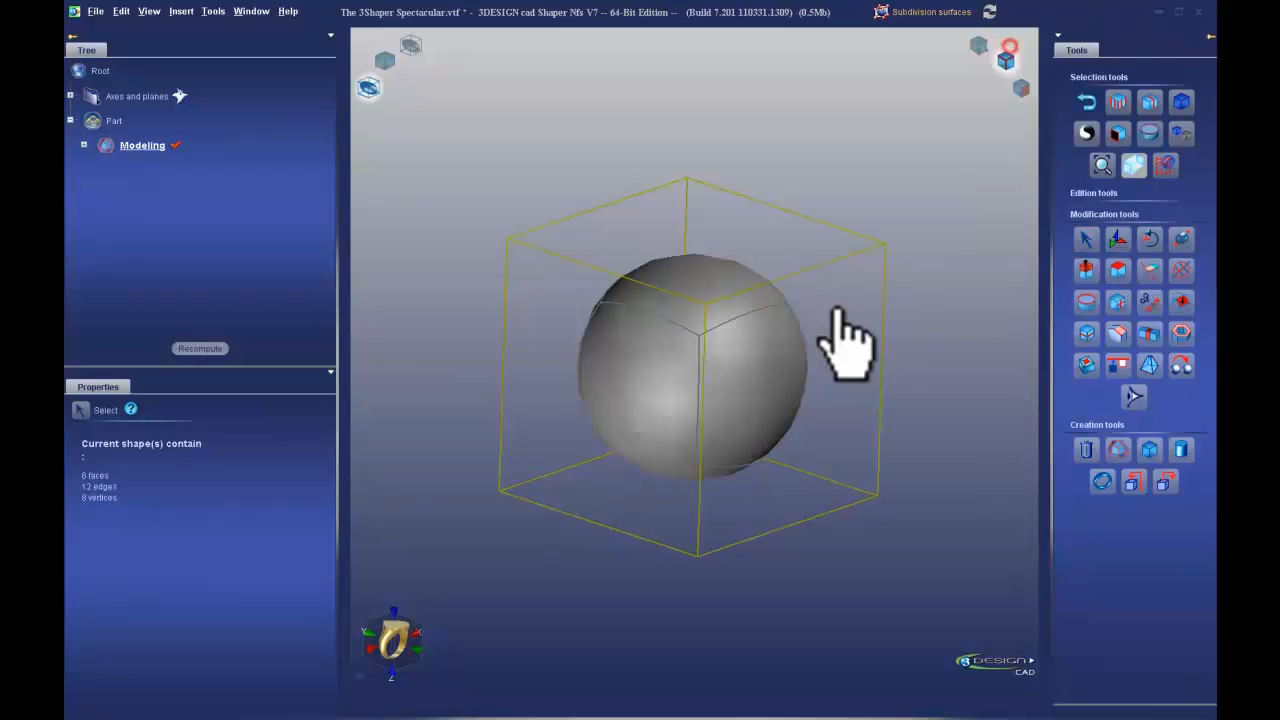 File Edit View Insert Tools Window Help
The 3Shaper Spectacular.vtf * - 3DESIGN cad Shaper Nfs V7 -- 64-Bit Edition -- (Build 7.201 110331.1309) (0.5Mb)
Subdivision surfaces
Tree
Root
Axes and planes
Part
Modeling
Recompute
Properties
Select
Current shape(s) contain
:
6 faces
12 edges
8 vertices
Y
X
Z
3DESIGN
CAD
Tools
Selection tools
Edition tools
Modification tools
Creation tools